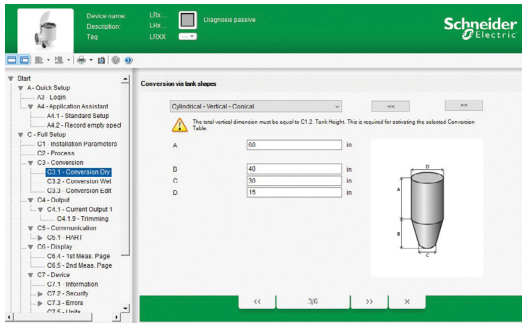 Device name: LRx...
Description: LRx...
Tag LRXX
Diagnosis passive
Schneider
Electric
Start
A - Quick Setup
A3 - Login
A4 - Application Assistant
A4.1 - Standard Setup
A4.2 - Record empty spect
C - Full Setup
C1 - Installation Parameters
C2 - Process
C3 - Conversion
C3.1 - Conversion Dry
C3.2 - Conversion Wet
C3.3 - Conversion Edit
C4 - Output
C4.1 - Current Output 1
C4.1.9 - Trimming
C5 - Communication
C5.1 - HART
C6 - Display
C6.4 - 1st Meas. Page
C6.5 - 2nd Meas. Page
C7 - Device
C7.1 - Information
C7.2 - Security
C7.3 - Errors
C7.5 - Units
Conversion via tank shapes
Cylindrical - Vertical - Conical
<< >>
The total vertical dimension must be equal to C1.2. Tank Height. This is required for activating the selected Conversion
Table.
A 60 in
B 40 in
C 30 in
D 15 in
D
A
B
C
<< 3/6 >> ×